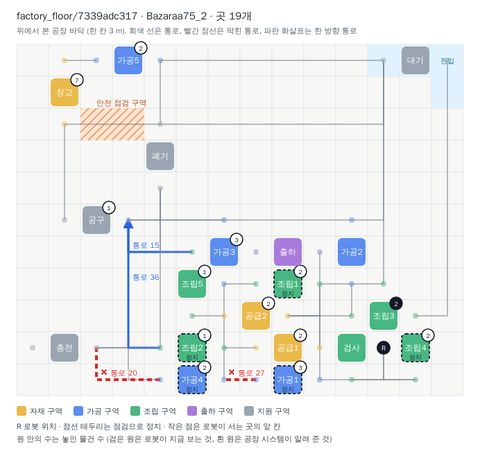 factory_floor/7339adc317 · Bazaraa75_2 · 곳 19개
위에서 본 공장 바닥 (한 칸 3 m). 회색 선은 통로, 빨간 점선은 막힌 통로, 파란 화살표는 한 방향 통로
가공5 2
대기
진입
창고 7
안전 점검 구역
폐기
공구 1
통로 15
가공3 3
출하
가공2
통로 36
조립5 1
조립1 2
정지
공급2 2
조립3 2
충전
조립2 1
정지
공급1 2
검사
R
조립4 2
정지
✖ 통로 20
가공4 2
정지
✖ 통로 27
가공1 3
정지
자재 구역
가공 구역
조립 구역
출하 구역
지원 구역
R 로봇 위치 · 점선 테두리는 점검으로 정지 · 작은 점은 로봇이 서는 곳의 앞 칸
원 안의 수는 놓인 물건 수 (검은 원은 로봇이 지금 보는 것, 흰 원은 공장 시스템이 알려 준 것)